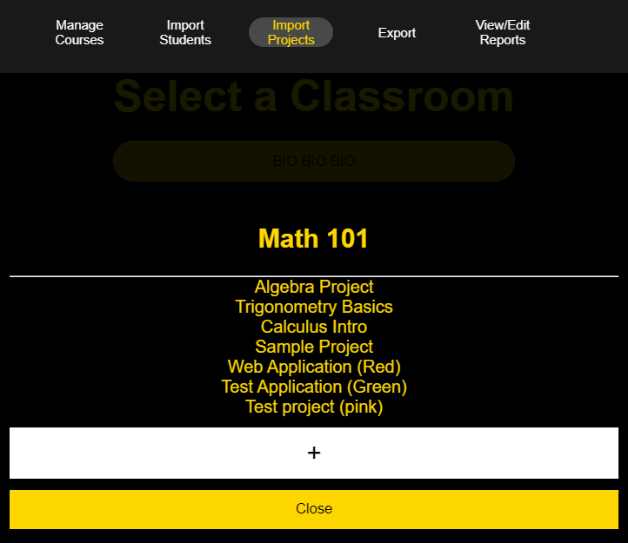 Manage
Courses
Import
Students
Import
Projects
Export
View/Edit
Reports
Select a Classroom
BIO BIO BIO
Math 101
Algebra Project
Trigonometry Basics
Calculus Intro
Sample Project
Web Application (Red)
Test Application (Green)
Test project (pink)
+
Close